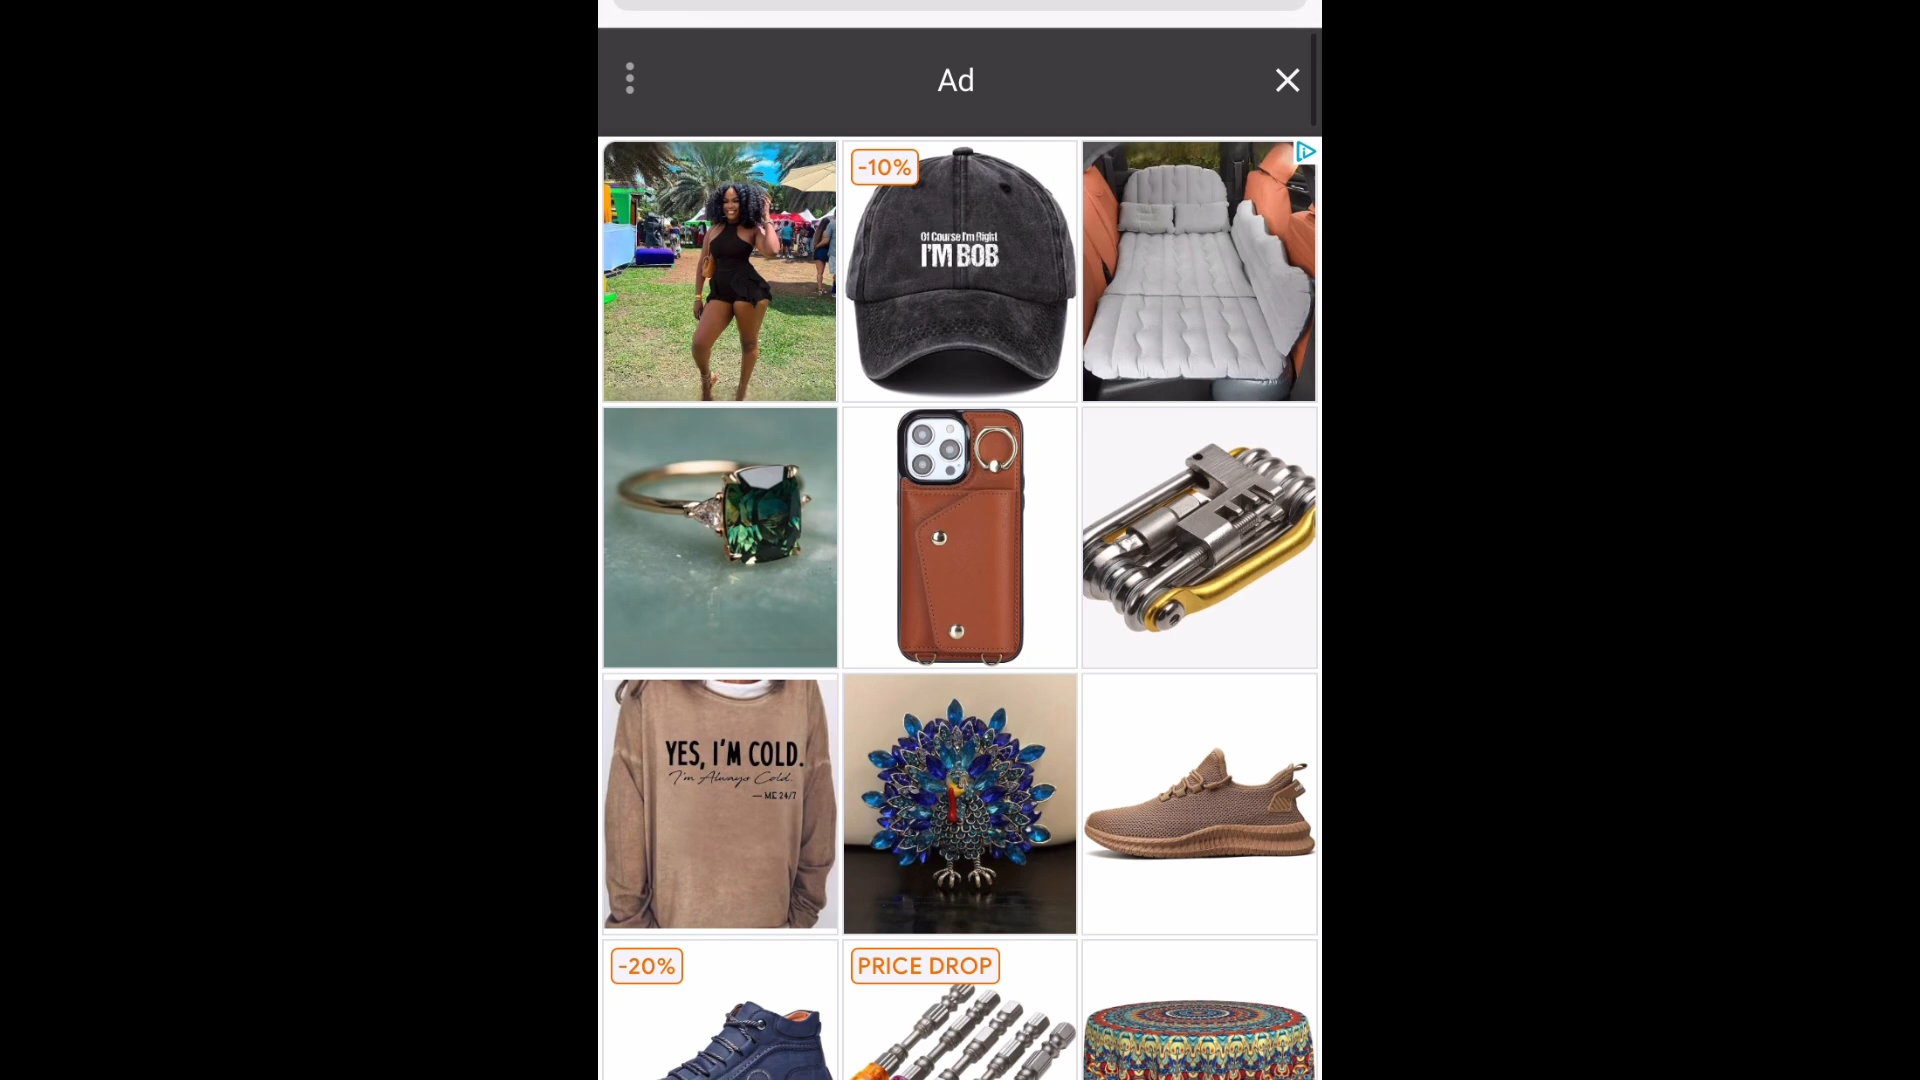 Ad
-10%
Of Course I'm Right
I'M BOB
YES, I'M COLD.
I'm Always Cold.
— ME 24/7
-20%
PRICE DROP